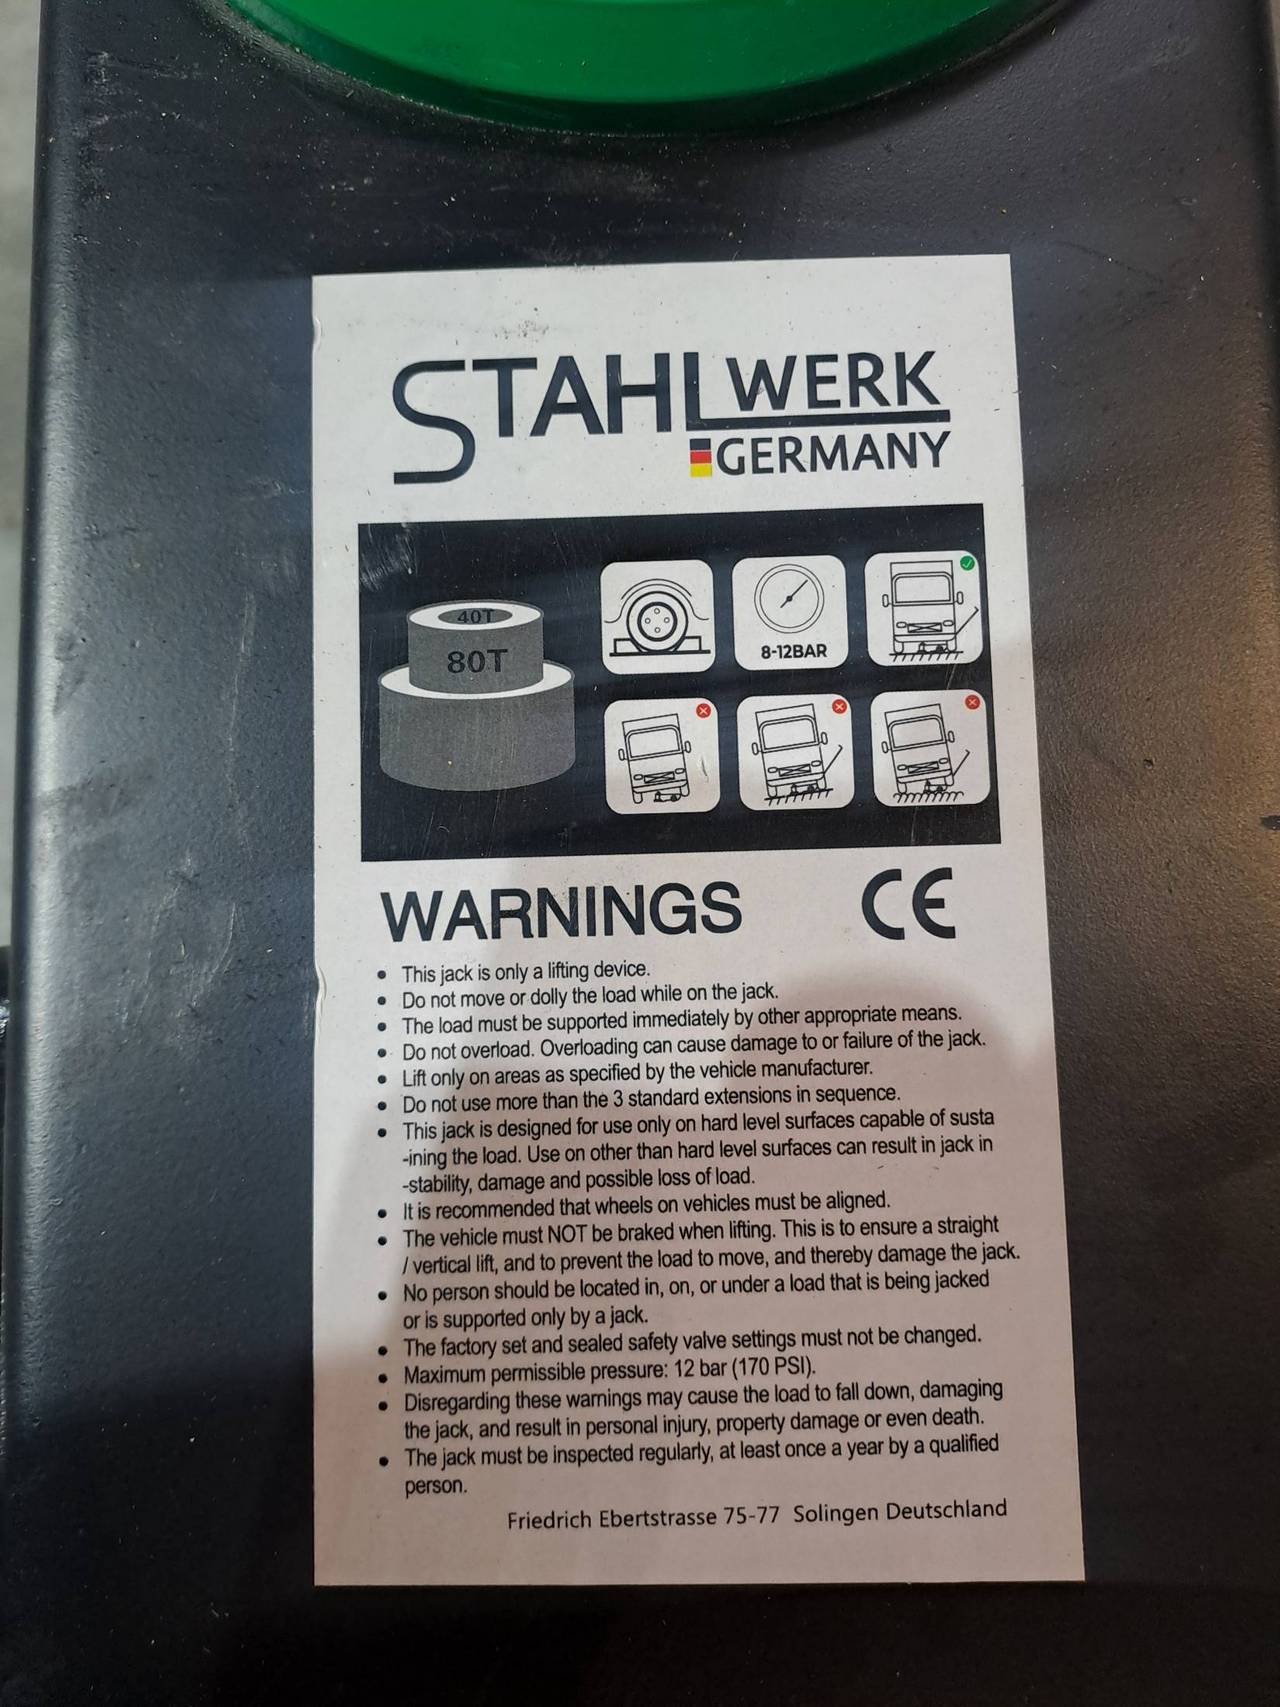 STAHLWERK
GERMANY
40T
80T
8-12BAR
WARNINGS CE
• This jack is only a lifting device.
• Do not move or dolly the load while on the jack.
• The load must be supported immediately by other appropriate means.
• Do not overload. Overloading can cause damage to or failure of the jack.
• Lift only on areas as specified by the vehicle manufacturer.
• Do not use more than the 3 standard extensions in sequence.
• This jack is designed for use only on hard level surfaces capable of susta
-ining the load. Use on other than hard level surfaces can result in jack in
-stability, damage and possible loss of load.
• It is recommended that wheels on vehicles must be aligned.
• The vehicle must NOT be braked when lifting. This is to ensure a straight
/ vertical lift, and to prevent the load to move, and thereby damage the jack.
• No person should be located in, on, or under a load that is being jacked
or is supported only by a jack.
• The factory set and sealed safety valve settings must not be changed.
• Maximum permissible pressure: 12 bar (170 PSI).
• Disregarding these warnings may cause the load to fall down, damaging
the jack, and result in personal injury, property damage or even death.
• The jack must be inspected regularly, at least once a year by a qualified
person.
Friedrich Ebertstrasse 75-77 Solingen Deutschland